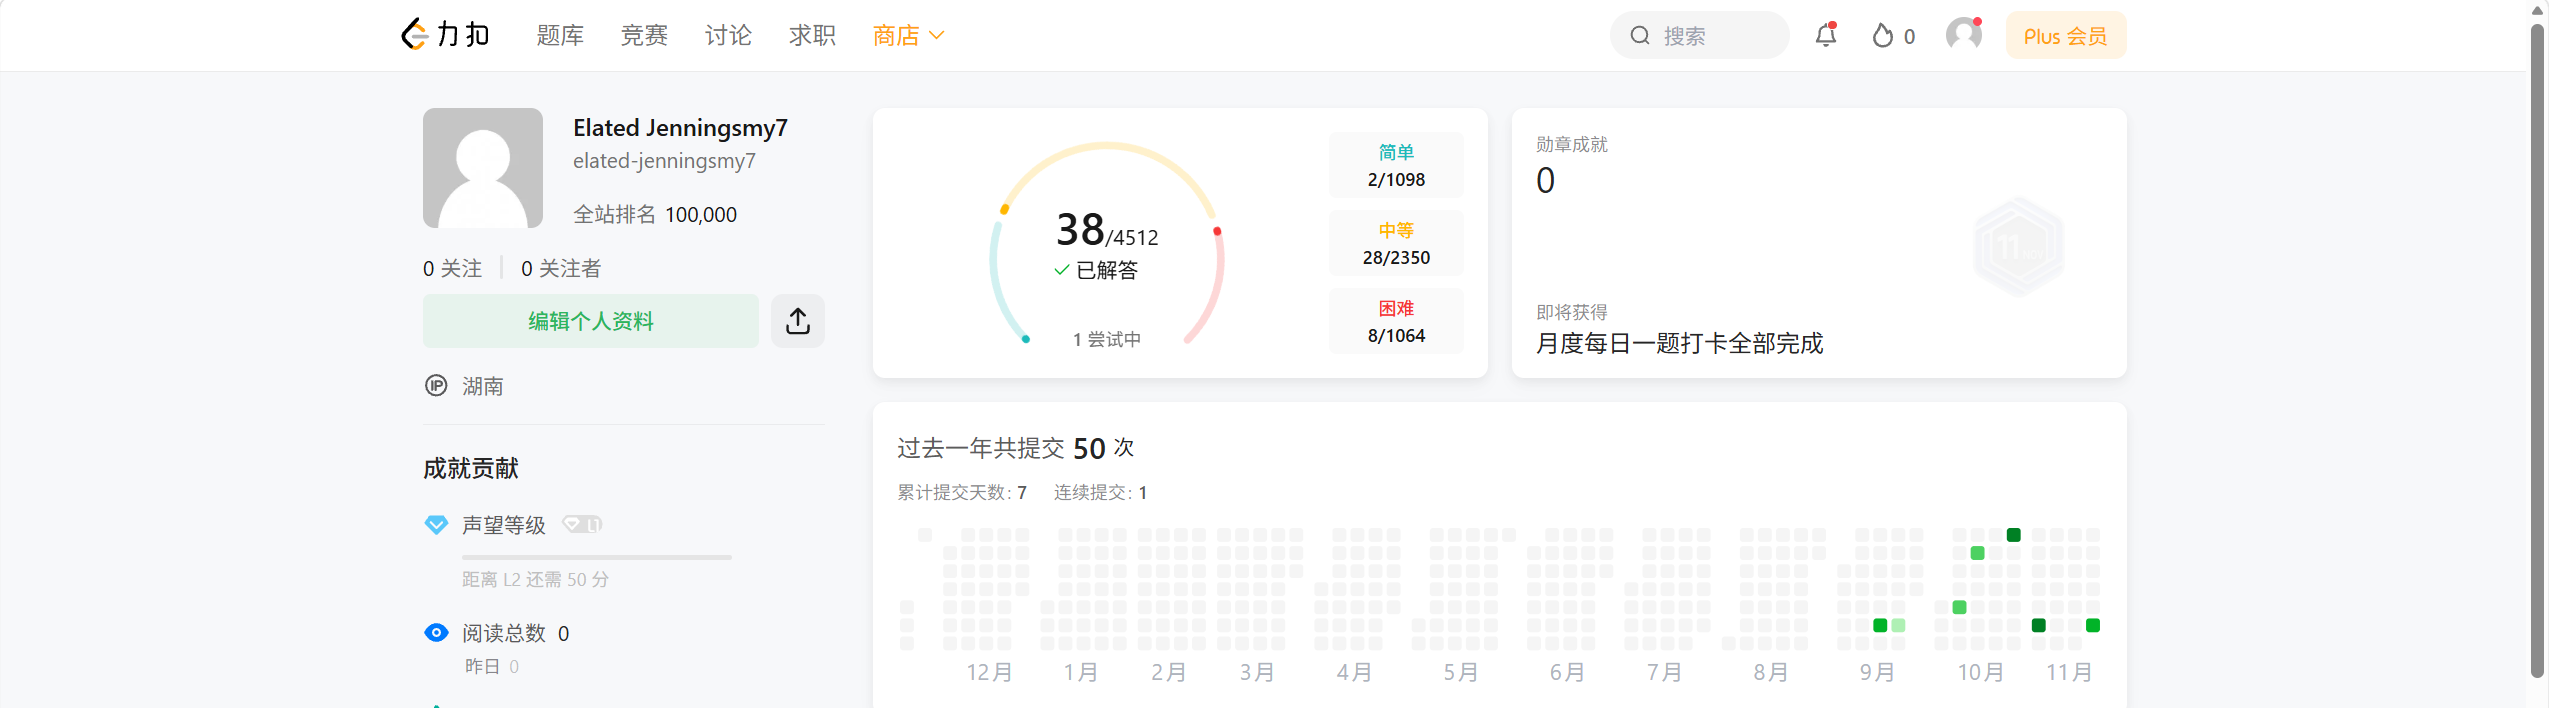 力扣 题库 竞赛 讨论 求职 商店 搜索 0 Plus 会员
Elated Jenningsmy7
elated-jenningsmy7
全站排名 100,000
0 关注 0 关注者
编辑个人资料
IP 湖南
成就贡献
声望等级 L1
距离 L2 还需 50 分
阅读总数 0
昨日 0
38/4512
已解答
1 尝试中
简单
2/1098
中等
28/2350
困难
8/1064
勋章成就
0
11
即将获得
月度每日一题打卡全部完成
过去一年共提交 50 次
累计提交天数: 7 连续提交: 1
12月 1月 2月 3月 4月 5月 6月 7月 8月 9月 10月 11月